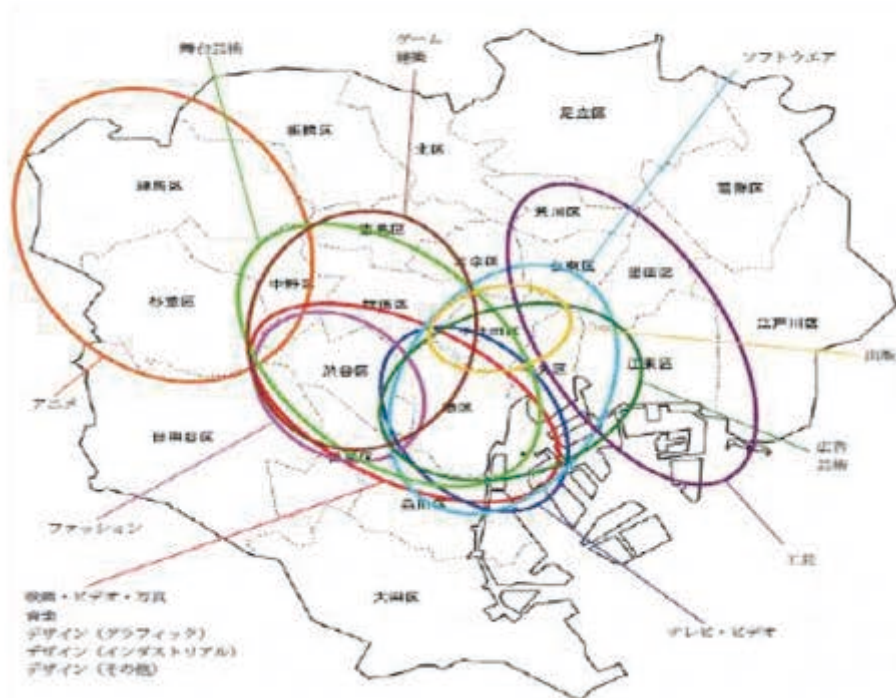 舞台芸術
ゲーム
建築
ソフトウエア
足立区
板橋区
北区
葛飾区
練馬区
荒川区
豊島区
文京区
台東区
墨田区
中野区
杉並区
新宿区
千代田区
江戸川区
出版
渋谷区
中央区
江東区
アニメ
港区
世田谷区
目黒区
広告
芸術
品川区
ファッション
工芸
映画・ビデオ・写真
音楽
デザイン（グラフィック）
デザイン（インダストリアル）
デザイン（その他）
大田区
テレビ・ビデオ